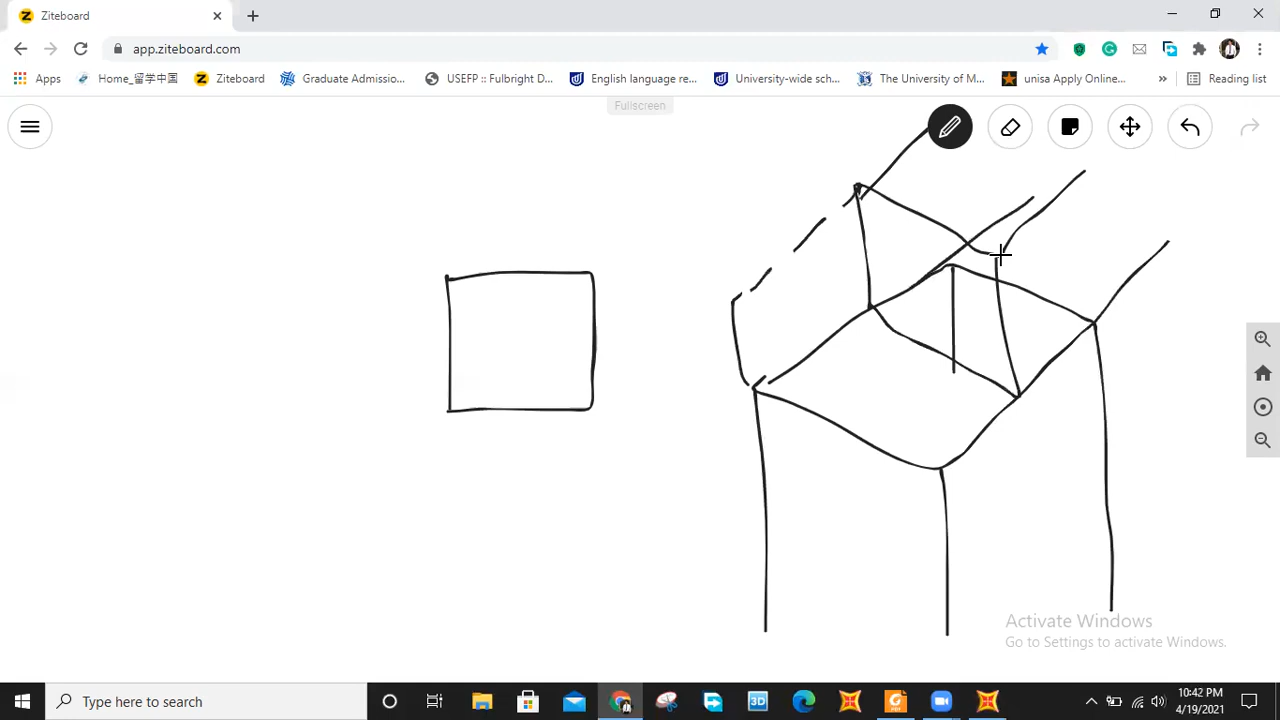 Ziteboard
app.ziteboard.com
Apps
Home_留学中国
Ziteboard
Graduate Admissio...
USEFP :: Fulbright D...
English language re...
University-wide sch...
The University of M...
unisa Apply Online...
»
Reading list
Fullscreen
Activate Windows
Go to Settings to activate Windows.
Type here to search
10:42 PM
4/19/2021